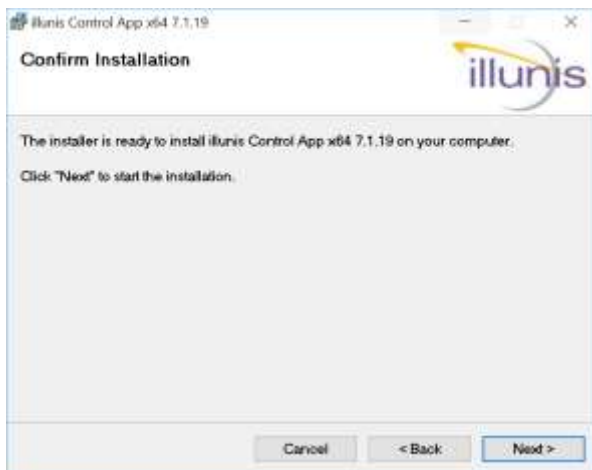 illunis Control App x64 7.1.19
Confirm Installation
illunis
The installer is ready to install illunis Control App x64 7.1.19 on your computer.
Click "Next" to start the installation.
Cancel
< Back
Next >